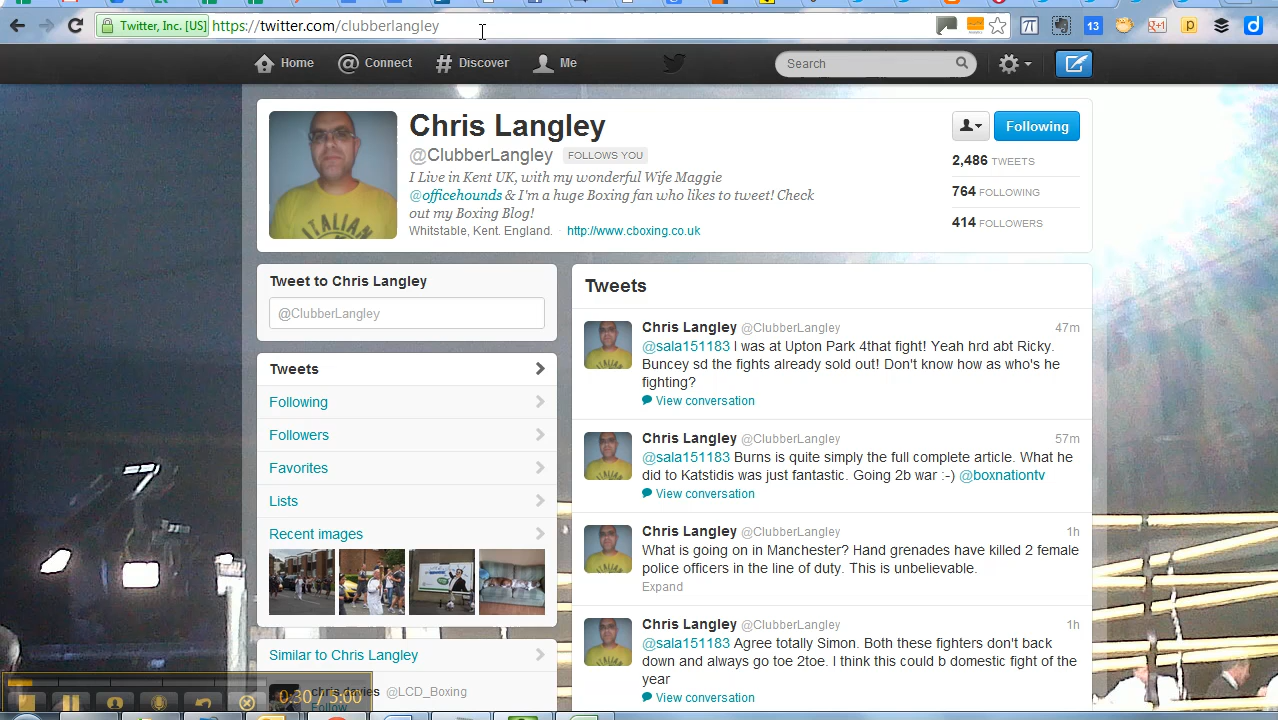 Twitter, Inc. [US] https://twitter.com/clubberlangley
13
Home @ Connect # Discover Me Search
Chris Langley
@ClubberLangley FOLLOWS YOU
I Live in Kent UK, with my wonderful Wife Maggie
@officehounds & I'm a huge Boxing fan who likes to tweet! Check
out my Boxing Blog!
Whitstable, Kent. England. · http://www.cboxing.co.uk
Following
2,486 TWEETS
764 FOLLOWING
414 FOLLOWERS
Tweet to Chris Langley
@ClubberLangley
Tweets
Following
Followers
Favorites
Lists
Recent images
Similar to Chris Langley
@LCD_Boxing
Follow
0:30 / 5:00
Tweets
Chris Langley @ClubberLangley 47m
@sala151183 I was at Upton Park 4that fight! Yeah hrd abt Ricky.
Buncey sd the fights already sold out! Don't know how as who's he
fighting?
View conversation
Chris Langley @ClubberLangley 57m
@sala151183 Burns is quite simply the full complete article. What he
did to Katstidis was just fantastic. Going 2b war :-) @boxnationtv
View conversation
Chris Langley @ClubberLangley 1h
What is going on in Manchester? Hand grenades have killed 2 female
police officers in the line of duty. This is unbelievable.
Expand
Chris Langley @ClubberLangley 1h
@sala151183 Agree totally Simon. Both these fighters don't back
down and always go toe 2toe. I think this could b domestic fight of the
year
View conversation